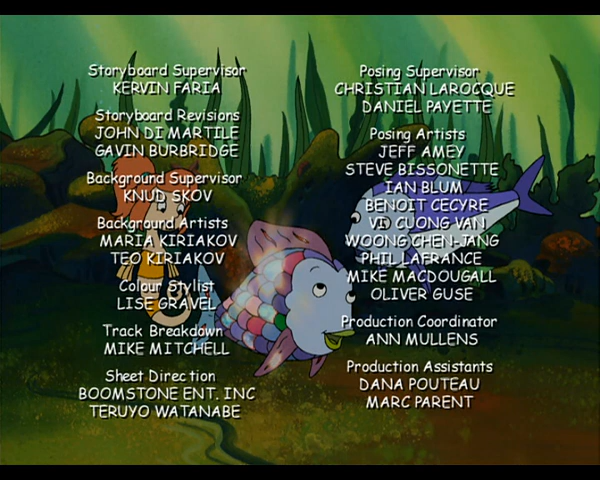 Storyboard Supervisor
KERVIN FARIA
Storyboard Revisions
JOHN DI MARTILE
GAVIN BURBRIDGE
Background Supervisor
KNUD SKOV
Background Artists
MARIA KIRIAKOV
TEO KIRIAKOV
Colour Stylist
LISE GRAVEL
Track Breakdown
MIKE MITCHELL
Sheet Direction
BOOMSTONE ENT. INC
TERUYO WATANABE
Posing Supervisor
CHRISTIAN LAROCQUE
DANIEL PAYETTE
Posing Artists
JEFF AMEY
STEVE BISSONETTE
IAN BLUM
BENOIT CECYRE
VD CUONG VAN
WOONG CHEN-JANG
PHIL LAFRANCE
MIKE MACDOUGALL
OLIVER GUSE
Production Coordinator
ANN MULLENS
Production Assistants
DANA POUTEAU
MARC PARENT